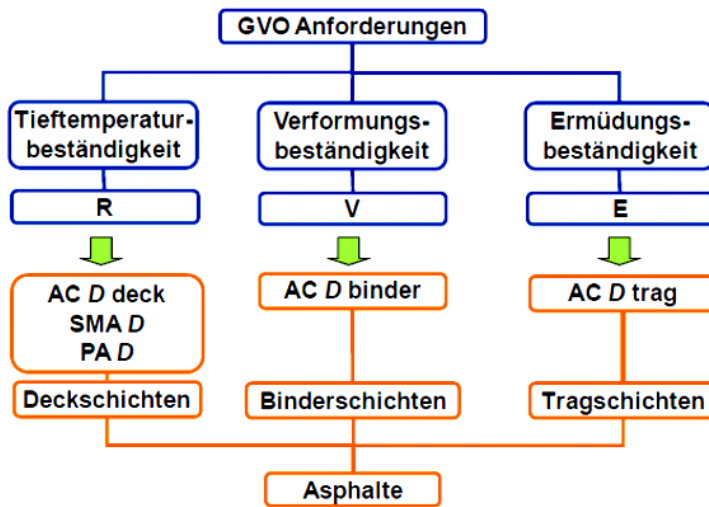 GVO Anforderungen
Tieftemperatur-
beständigkeit
Verformungs-
beständigkeit
Ermüdungs-
beständigkeit
R
V
E
AC D deck
SMA D
PA D
AC D binder
AC D trag
Deckschichten
Binderschichten
Tragschichten
Asphalte